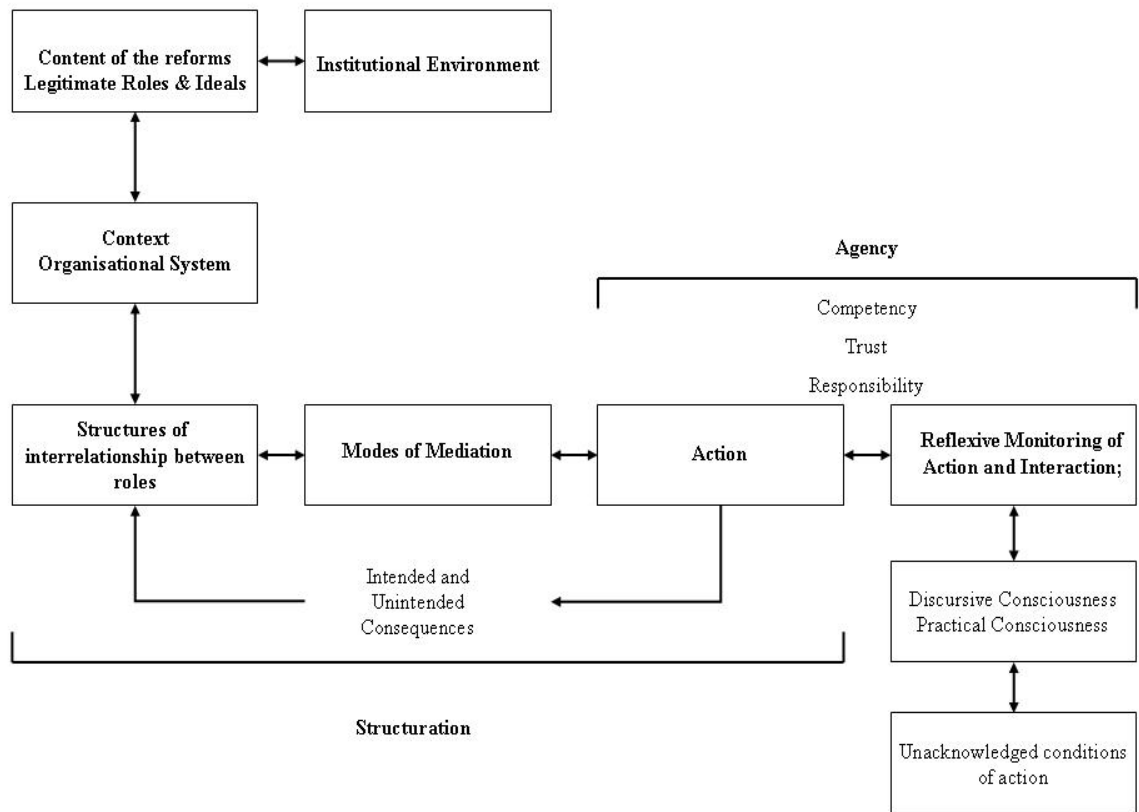 Content of the reforms
Legitimate Roles & Ideals
Institutional Environment
Context
Organisational System
Agency
Competency
Trust
Responsibility
Structures of
interrelationship between
roles
Modes of Mediation
Action
Reflexive Monitoring of
Action and Interaction;
Intended and
Unintended
Consequences
Discursive Consciousness
Practical Consciousness
Structuration
Unacknowledged conditions
of action